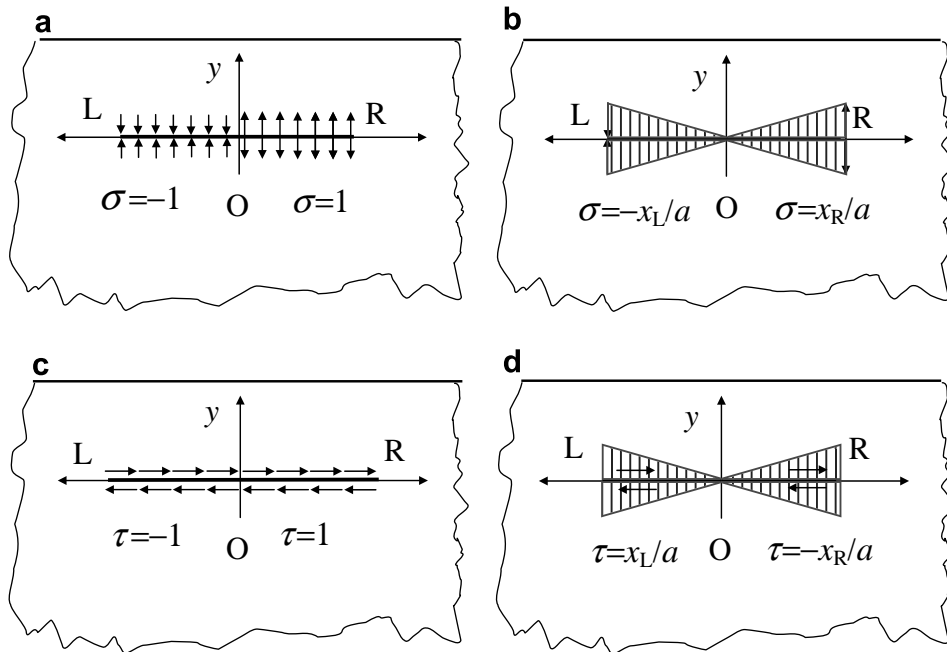 a
y
L
R
σ=−1
O
σ=1
b
y
L
R
σ=−x_L/a
O
σ=x_R/a
c
y
L
R
τ=−1
O
τ=1
d
y
L
R
τ=x_L/a
O
τ=−x_R/a